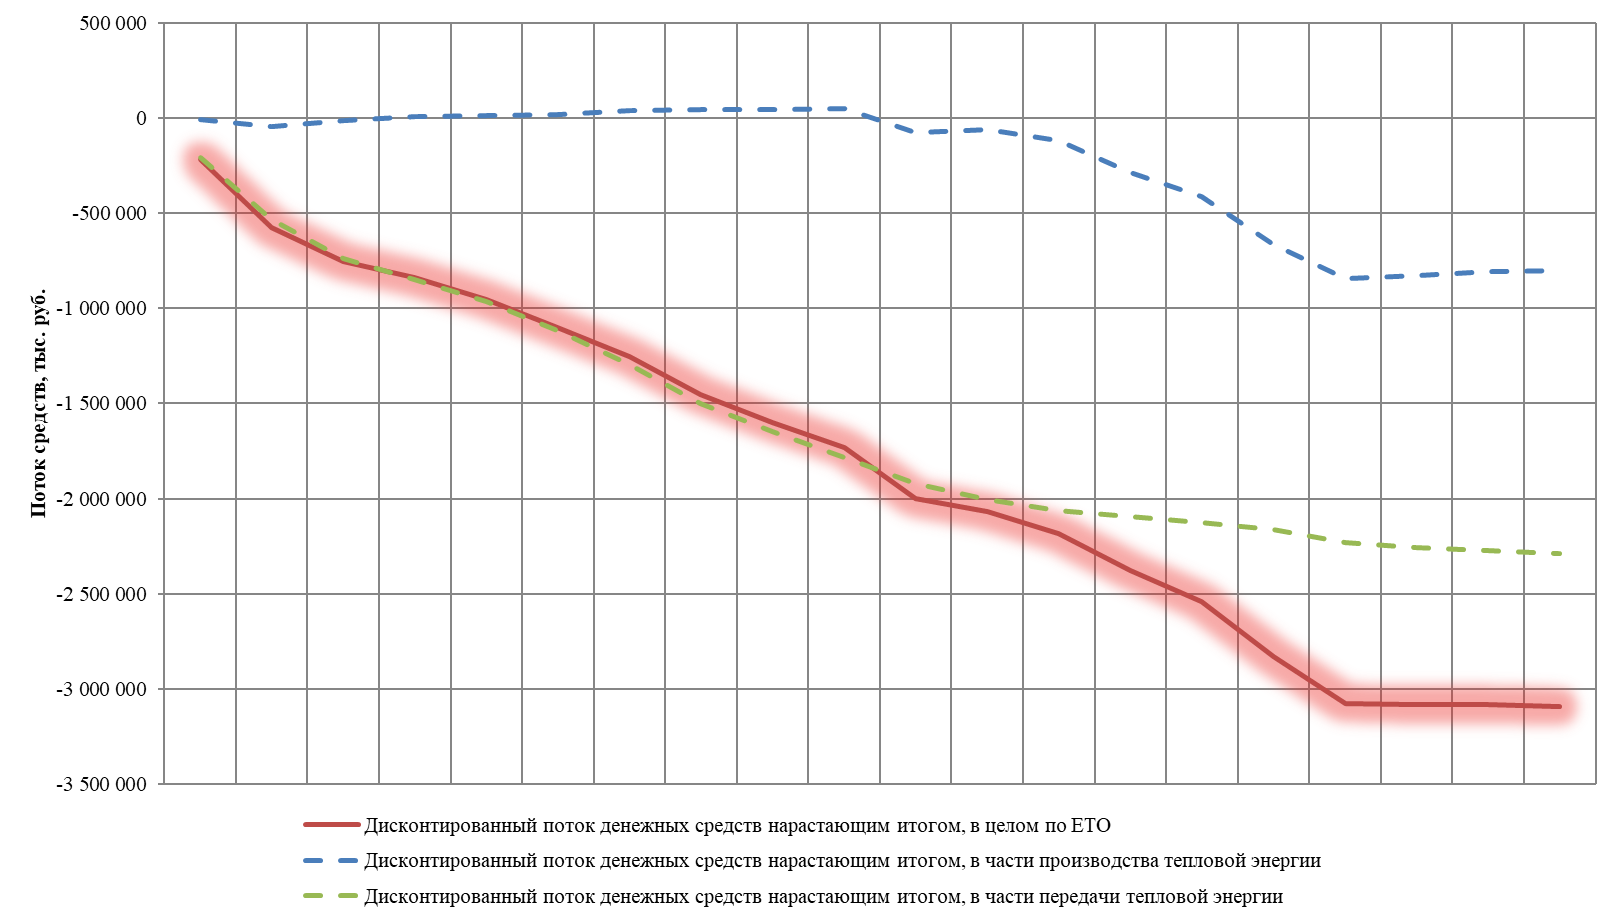 500 000
0
-500 000
-1 000 000
-1 500 000
-2 000 000
-2 500 000
-3 000 000
-3 500 000
Поток средств, тыс. руб.
Дисконтированный поток денежных средств нарастающим итогом, в целом по ЕТО
Дисконтированный поток денежных средств нарастающим итогом, в части производства тепловой энергии
Дисконтированный поток денежных средств нарастающим итогом, в части передачи тепловой энергии